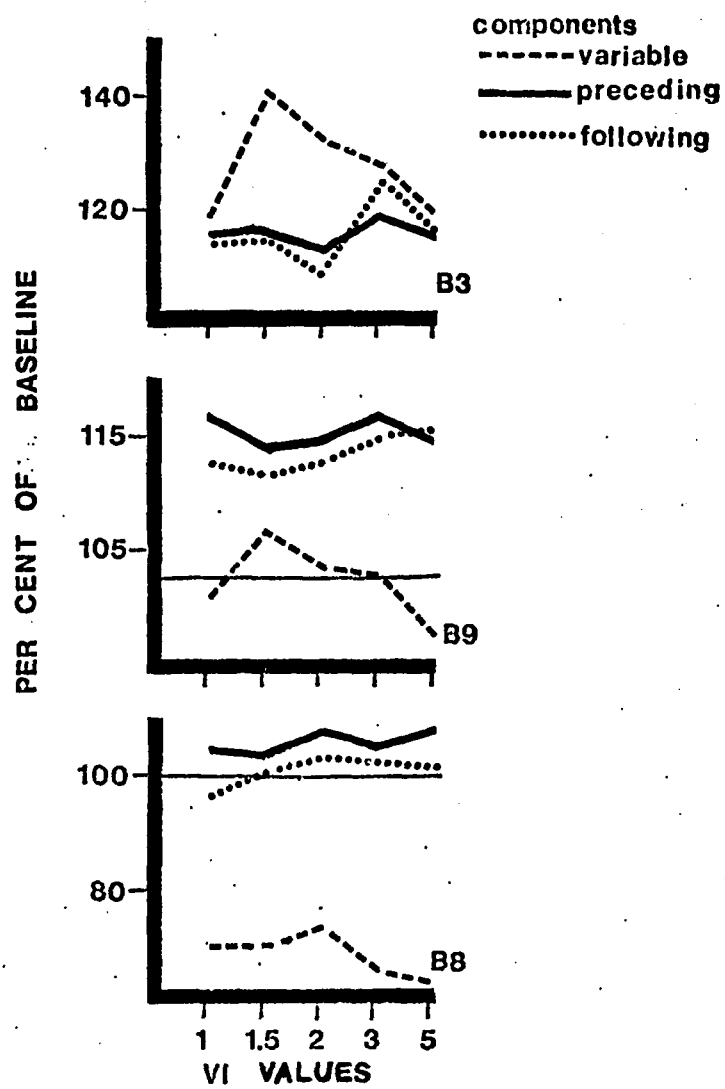 components
variable
preceding
following
140
120
B3
PER CENT OF BASELINE
115
105
B9
100
80
B8
1 1.5 2 3 5
VI VALUES